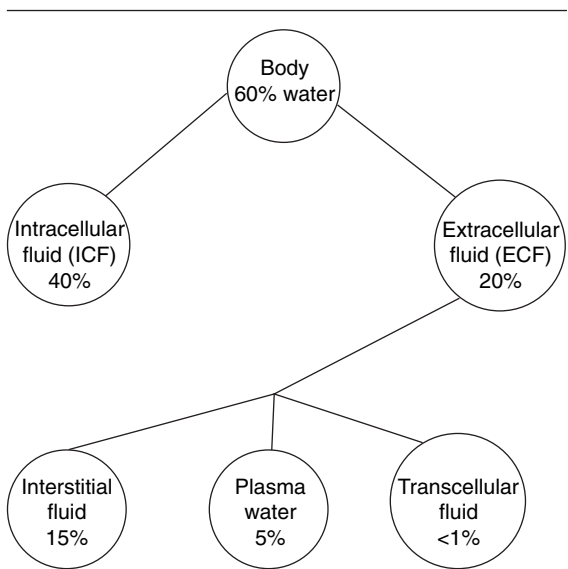 Body
60% water
Intracellular
fluid (ICF)
40%
Extracellular
fluid (ECF)
20%
Interstitial
fluid
15%
Plasma
water
5%
Transcellular
fluid
<1%